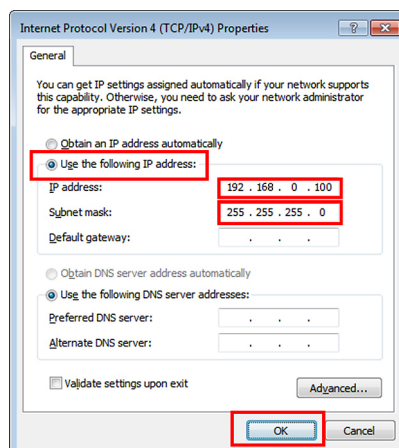 Internet Protocol Version 4 (TCP/IPv4) Properties
General
You can get IP settings assigned automatically if your network supports
this capability. Otherwise, you need to ask your network administrator
for the appropriate IP settings.
Obtain an IP address automatically
Use the following IP address:
IP address: 192 . 168 . 0 . 100
Subnet mask: 255 . 255 . 255 . 0
Default gateway: . . .
Obtain DNS server address automatically
Use the following DNS server addresses:
Preferred DNS server: . . .
Alternate DNS server: . . .
Validate settings upon exit
Advanced...
OK Cancel